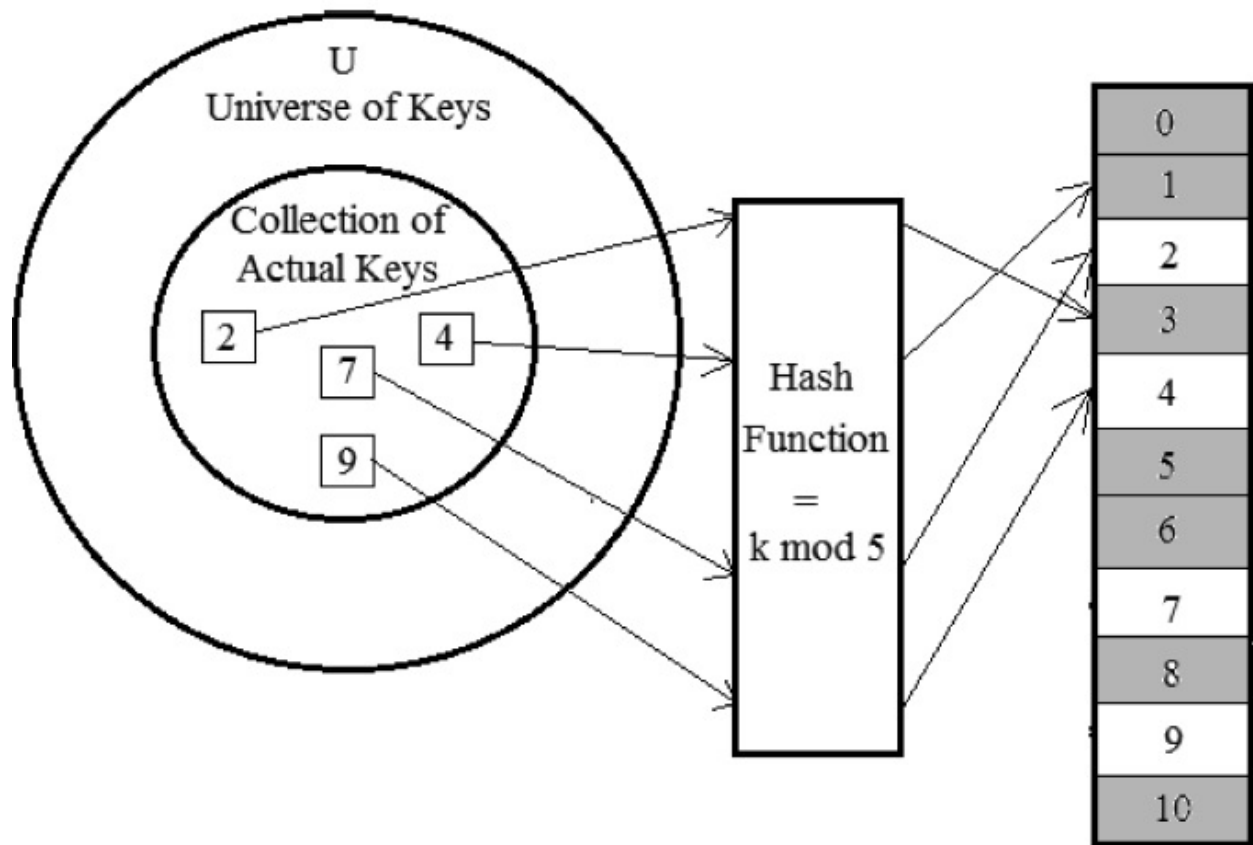 U
Universe of Keys
Collection of
Actual Keys
2
4
7
9
Hash
Function
=
k mod 5
0
1
2
3
4
5
6
7
8
9
10